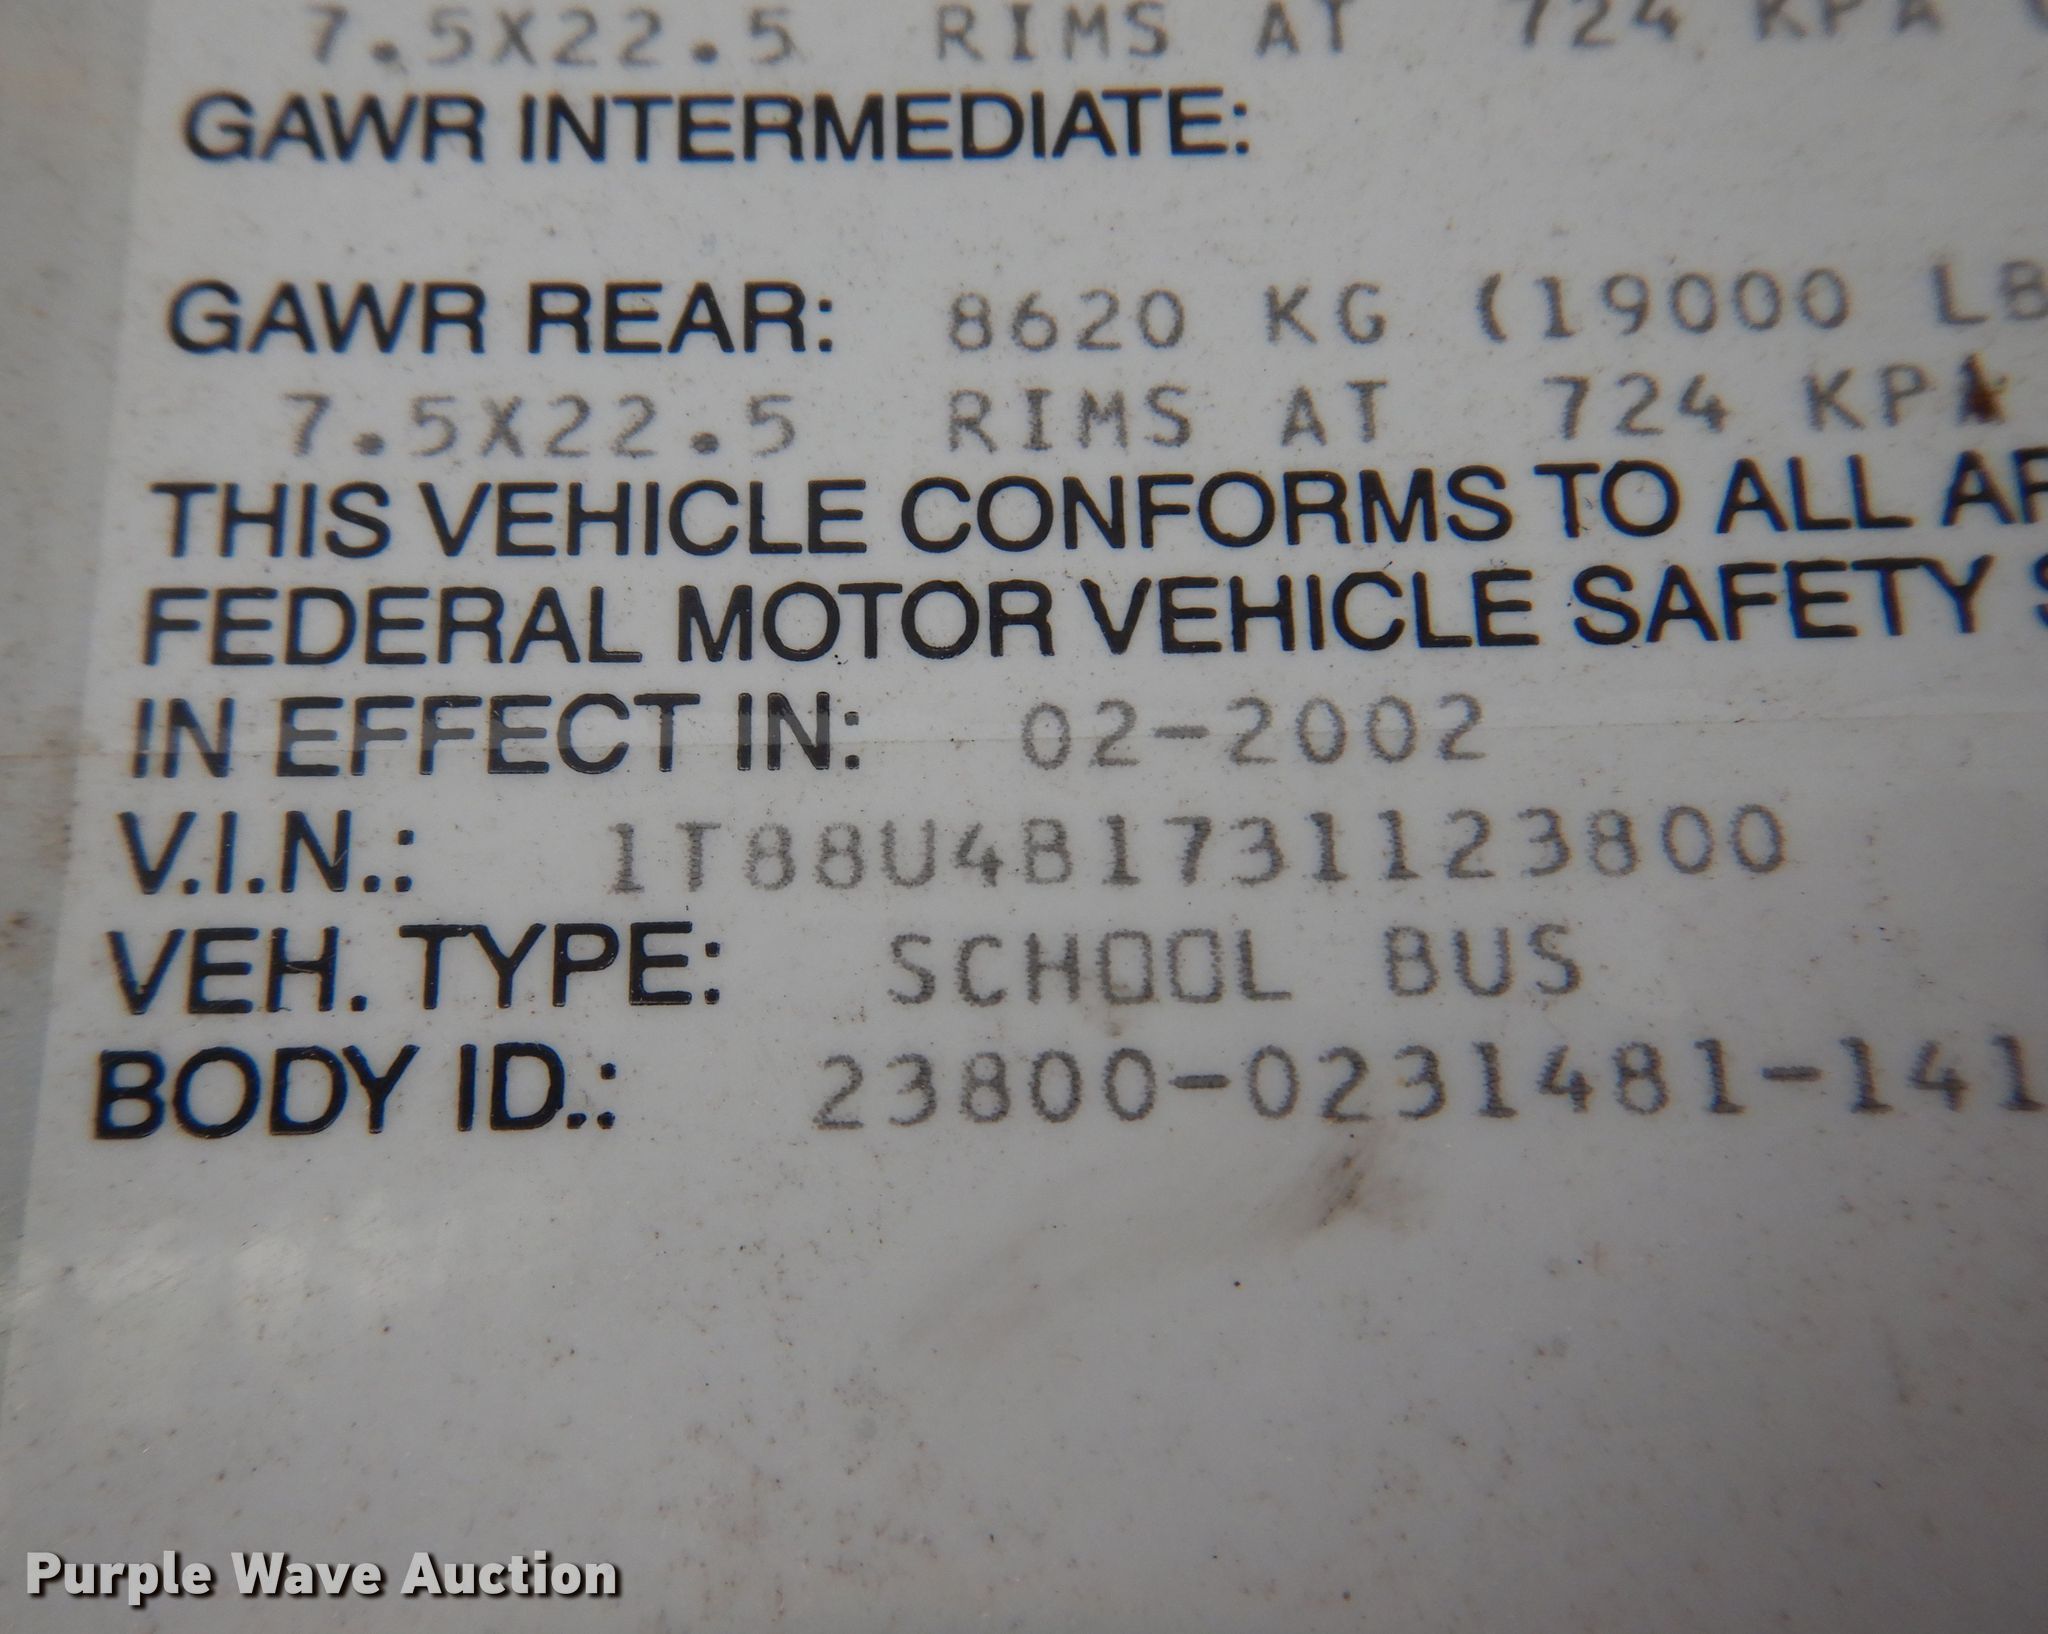 7.5X22.5 RIMS AT 724 KPA
GAWR INTERMEDIATE:
GAWR REAR: 8620 KG (19000 LB
7.5X22.5 RIMS AT 724 KPA
THIS VEHICLE CONFORMS TO ALL AP
FEDERAL MOTOR VEHICLE SAFETY S
IN EFFECT IN: 02-2002
V.I.N.: 1T88U4B1731123800
VEH. TYPE: SCHOOL BUS
BODY ID.: 23800-0231481-141
Purple Wave Auction